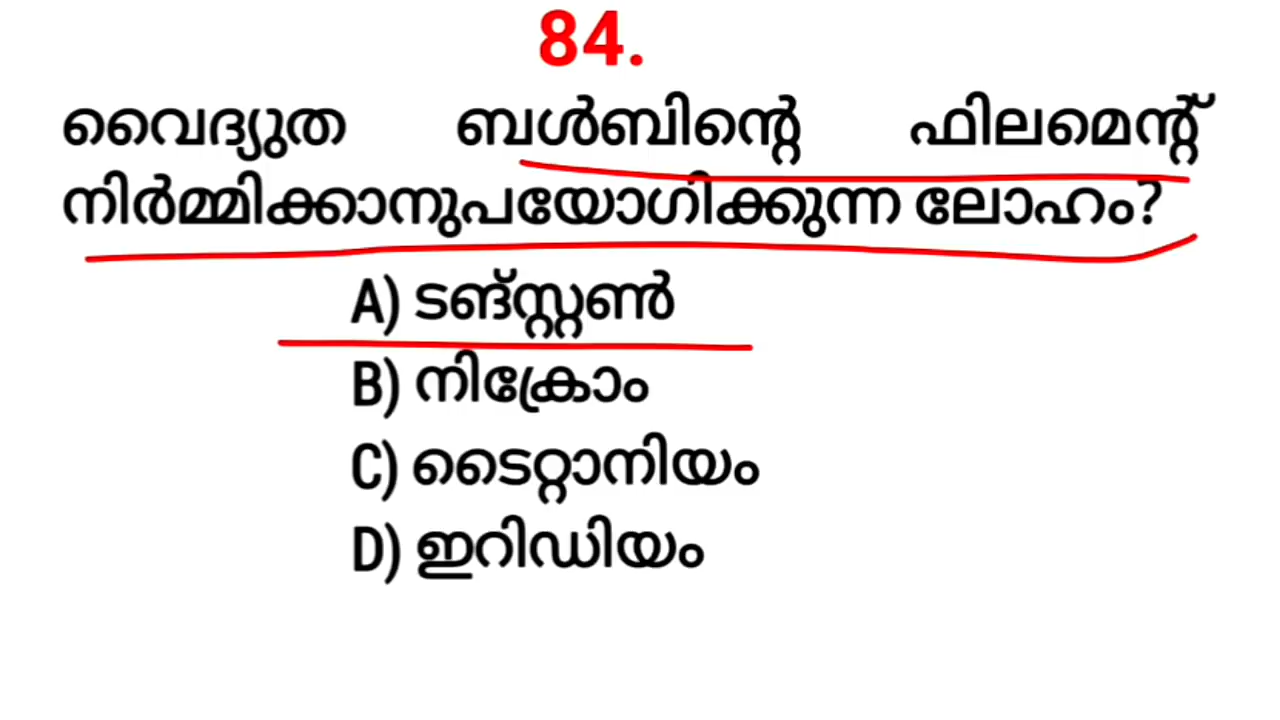 84.
വൈദ്യുത ബൾബിന്റെ ഫിലമെന്റ്
നിർമ്മിക്കാനുപയോഗിക്കുന്ന ലോഹം?
A) ടങ്സ്റ്റൺ
B) നിക്രോം
C) ടൈറ്റാനിയം
D) ഇറിഡിയം